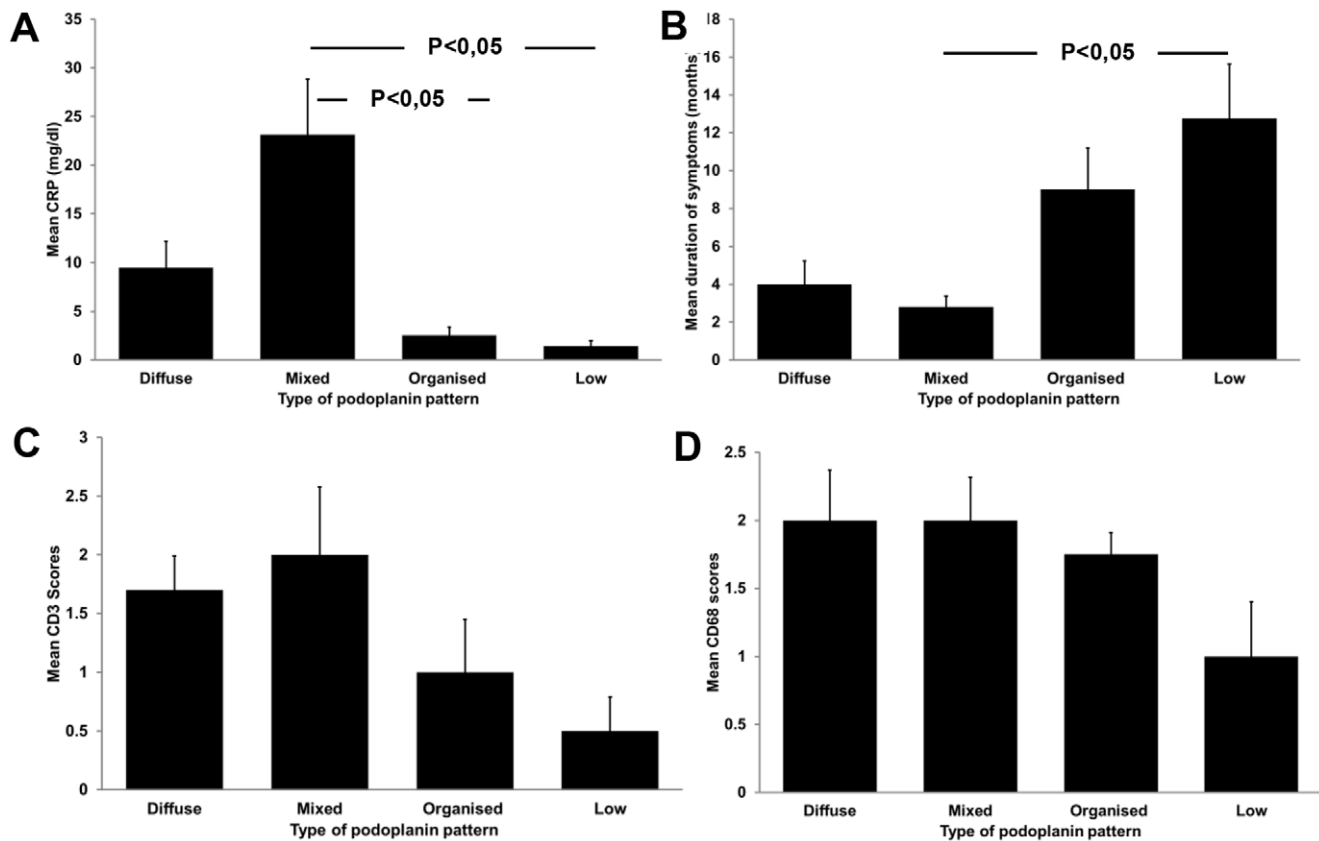 A
Mean CRP (mg/dl)
35
30
25
20
15
10
5
0
P<0,05
P<0,05
Diffuse Mixed Organised Low
Type of podoplanin pattern
B
Mean duration of symptoms (months)
18
16
14
12
10
8
6
4
2
0
P<0,05
Diffuse Mixed Organised Low
Type of podoplanin pattern
C
Mean CD3 Scores
3
2.5
2
1.5
1
0.5
0
Diffuse Mixed Organised Low
Type of podoplanin pattern
D
Mean CD68 scores
2.5
2
1.5
1
0.5
0
Diffuse Mixed Organised Low
Type of podoplanin pattern